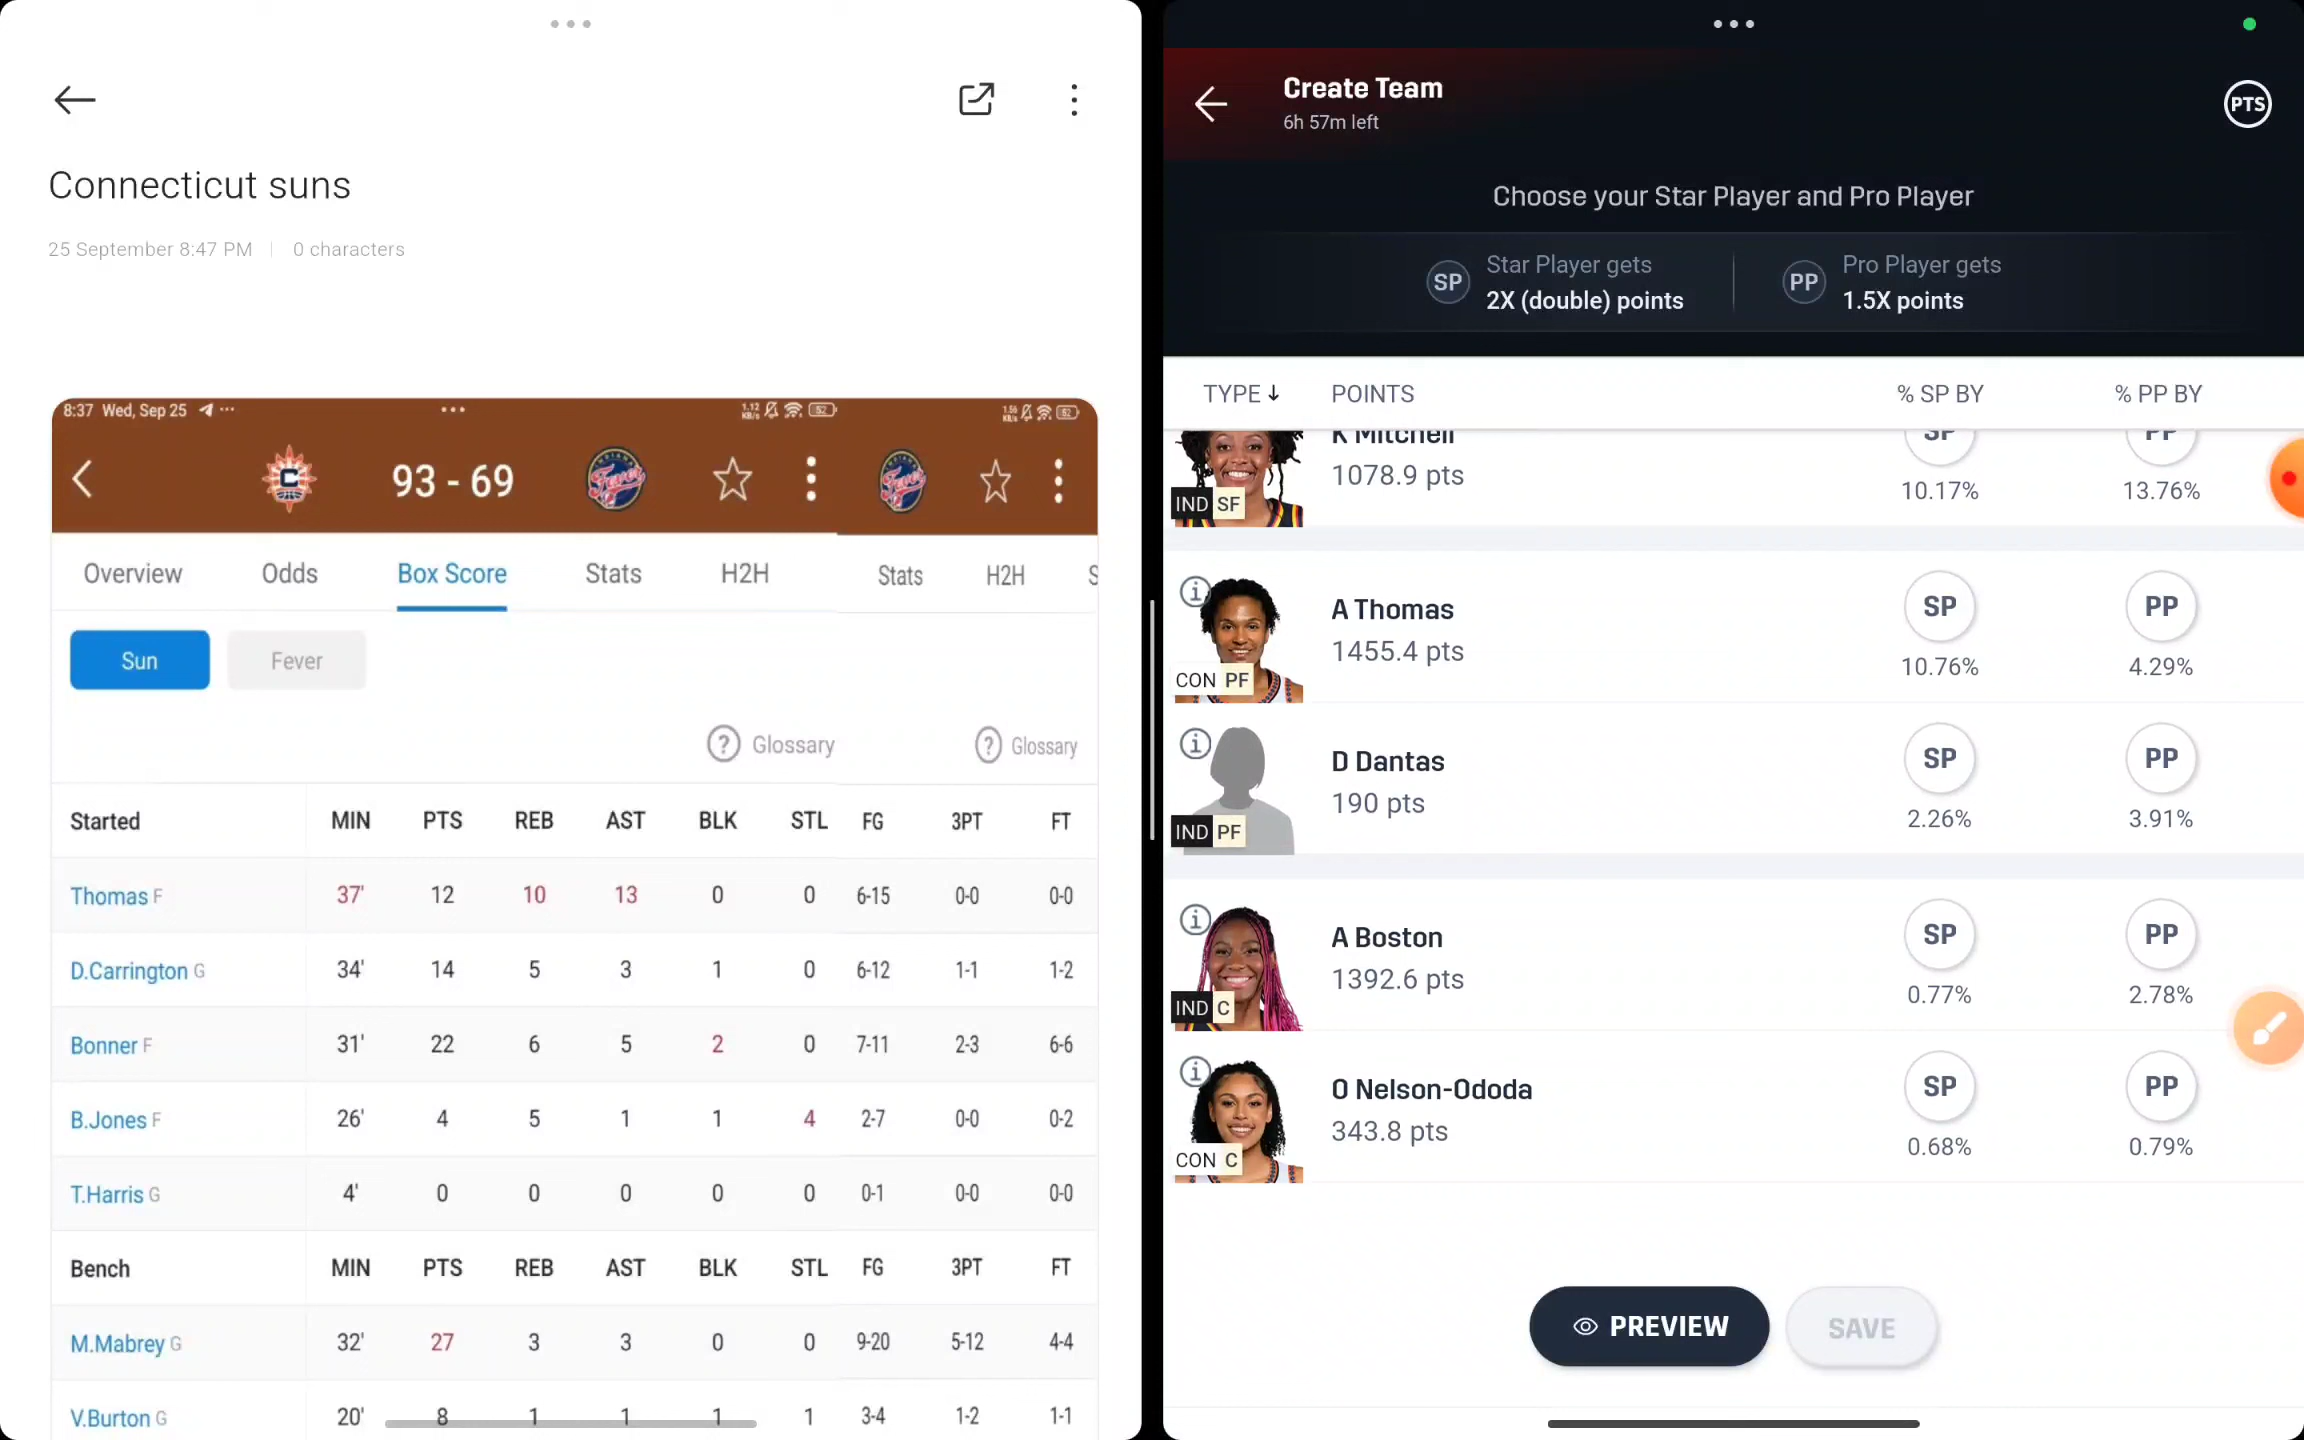 Connecticut suns
25 September 8:47 PM | 0 characters
8:37 Wed, Sep 25
93 - 69
Overview Odds Box Score Stats H2H Stats H2H S
Sun Fever
? Glossary ? Glossary
Started MIN PTS REB AST BLK STL FG 3PT FT
Thomas F 37' 12 10 13 0 0 6-15 0-0 0-0
D.Carrington G 34' 14 5 3 1 0 6-12 1-1 1-2
Bonner F 31' 22 6 5 2 0 7-11 2-3 6-6
B.Jones F 26' 4 5 1 1 4 2-7 0-0 0-2
T.Harris G 4' 0 0 0 0 0 0-1 0-0 0-0
Bench MIN PTS REB AST BLK STL FG 3PT FT
M.Mabrey G 32' 27 3 3 0 0 9-20 5-12 4-4
V.Burton G 20' 8 1 1 1 1 3-4 1-2 1-1
Create Team
6h 57m left
PTS
Choose your Star Player and Pro Player
SP Star Player gets
2X (double) points
PP Pro Player gets
1.5X points
TYPE↓ POINTS % SP BY % PP BY
K Mitchell SP PP
1078.9 pts
10.17% 13.76%
IND SF
A Thomas SP PP
1455.4 pts
10.76% 4.29%
CON PF
D Dantas SP PP
190 pts
2.26% 3.91%
IND PF
A Boston SP PP
1392.6 pts
0.77% 2.78%
IND C
O Nelson-Ododa SP PP
343.8 pts
0.68% 0.79%
CON C
PREVIEW SAVE